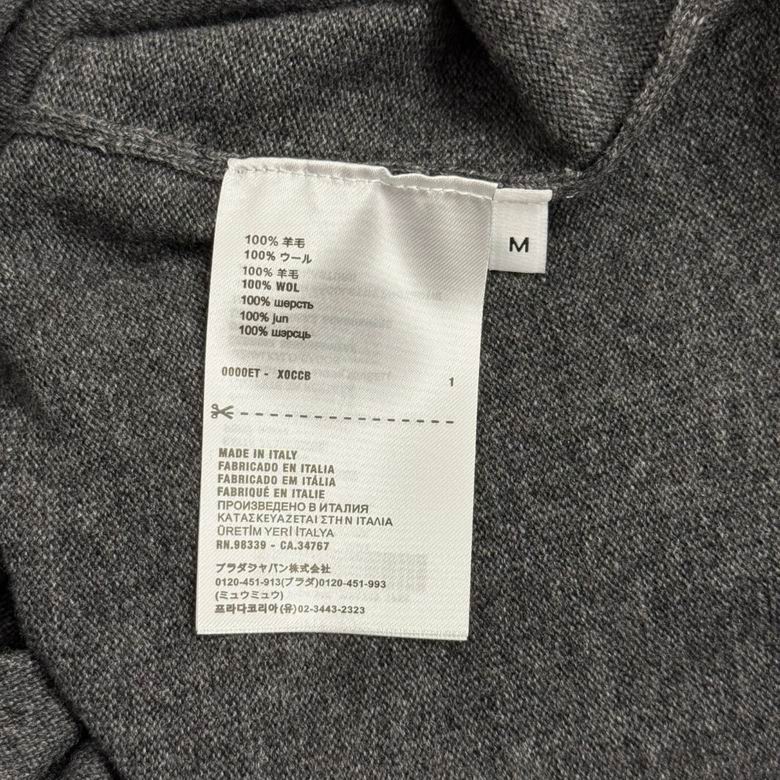 M
100% 羊毛
100% ウール
100% 羊毛
100% WOL
100% шерсть
100% jun
100% шэрсць
0000ET - X0CCB
1
MADE IN ITALY
FABRICADO EN ITALIA
FABRICADO EM ITÁLIA
FABRIQUÉ EN ITALIE
ПРОИЗВЕДЕНО В ИТАЛИЯ
ΚΑΤΑΣΚΕΥΑΖΕΤΑΙ ΣΤΗΝ ΙΤΑΛΙΑ
ÜRETİM YERİ İTALYA
RN.98339 - CA.34767
プラダジャパン株式会社
0120-451-913(プラダ)0120-451-993
(ミュウミュウ)
프라다코리아(유)02-3443-2323